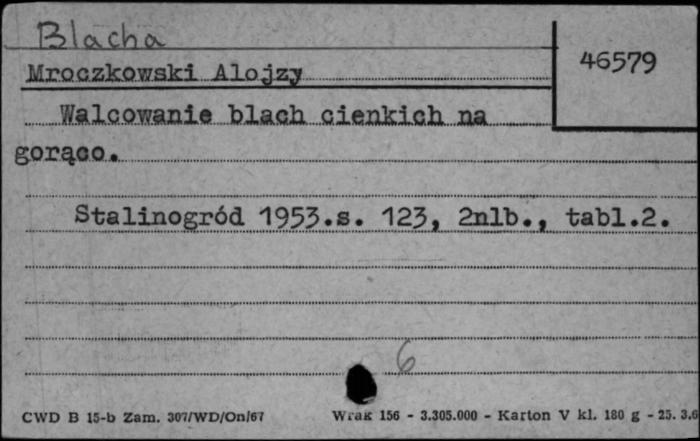 Blacha
46579
Mroczkowski Alojzy
Walcowanie blach cienkich na
gorąco.
Stalinogród 1953.s. 123, 2nlb., tabl.2.
6
CWD B 15-b Zam. 307/WD/On/67 Wrak 156 - 3.305.000 - Karton V kl. 180 g - 25. 3.6